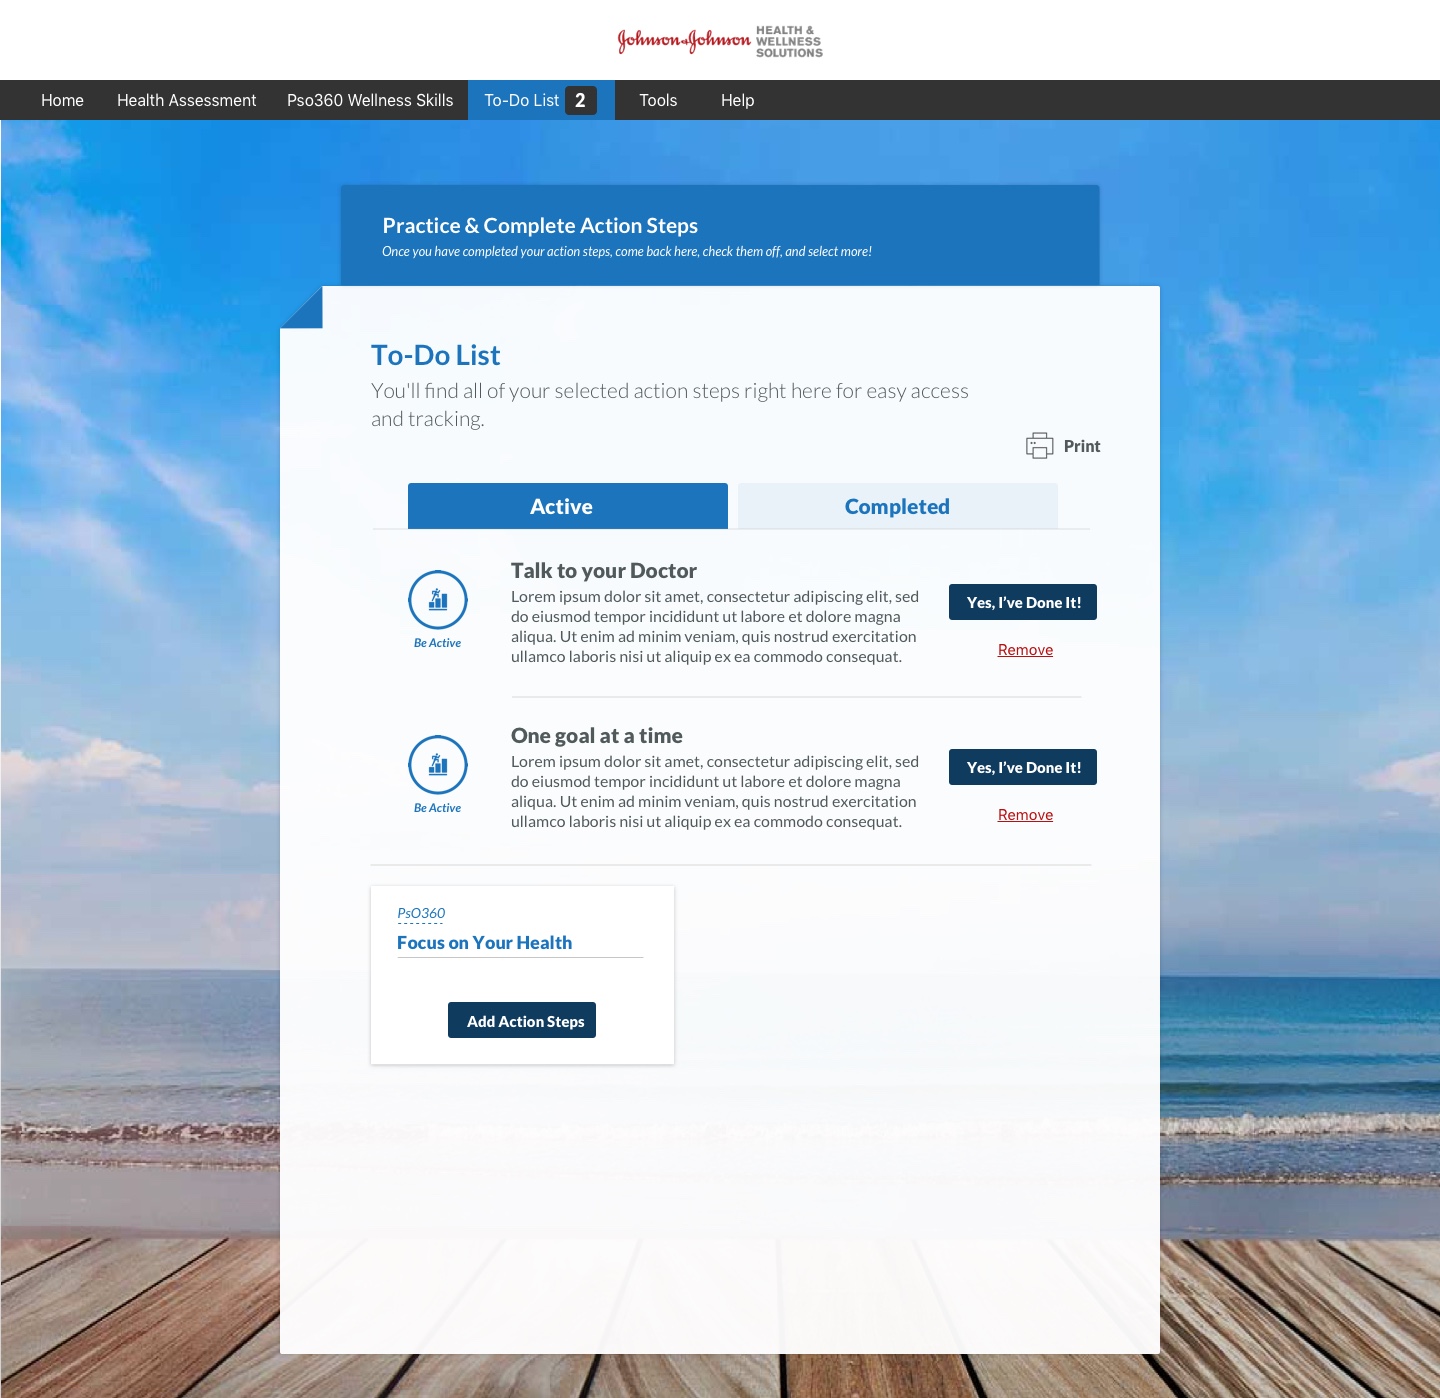 Johnson & Johnson HEALTH &
WELLNESS
SOLUTIONS
Home Health Assessment Pso360 Wellness Skills To-Do List 2 Tools Help
Practice & Complete Action Steps
Once you have completed your action steps, come back here, check them off, and select more!
To-Do List
You'll find all of your selected action steps right here for easy access
and tracking.
Print
Active Completed
Talk to your Doctor
Lorem ipsum dolor sit amet, consectetur adipiscing elit, sed
do eiusmod tempor incididunt ut labore et dolore magna
aliqua. Ut enim ad minim veniam, quis nostrud exercitation
ullamco laboris nisi ut aliquip ex ea commodo consequat.
Be Active
Yes, I’ve Done It!
Remove
One goal at a time
Lorem ipsum dolor sit amet, consectetur adipiscing elit, sed
do eiusmod tempor incididunt ut labore et dolore magna
aliqua. Ut enim ad minim veniam, quis nostrud exercitation
ullamco laboris nisi ut aliquip ex ea commodo consequat.
Be Active
Yes, I’ve Done It!
Remove
PsO360
Focus on Your Health
Add Action Steps